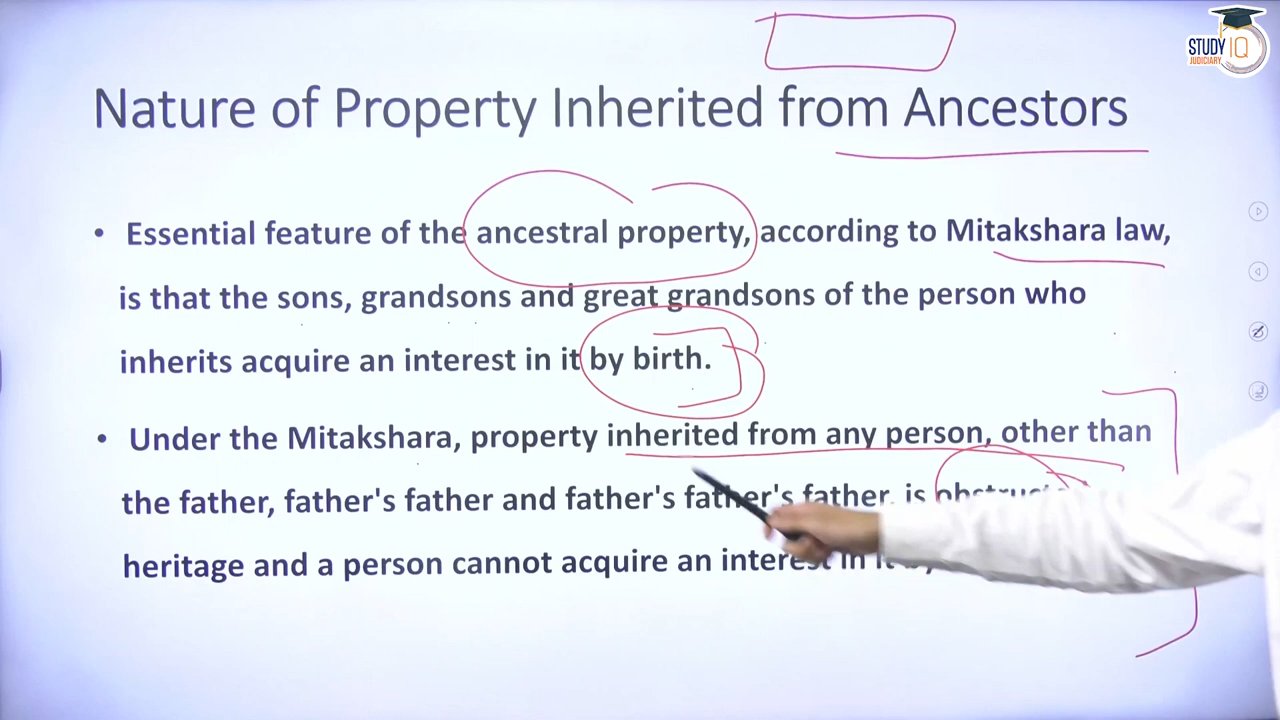 STUDY IQ
JUDICIARY
Nature of Property Inherited from Ancestors
• Essential feature of the ancestral property, according to Mitakshara law,
is that the sons, grandsons and great grandsons of the person who
inherits acquire an interest in it by birth.
• Under the Mitakshara, property inherited from any person, other than
the father, father's father and father's father's father, is
heritage and a person cannot acquire an interest in it